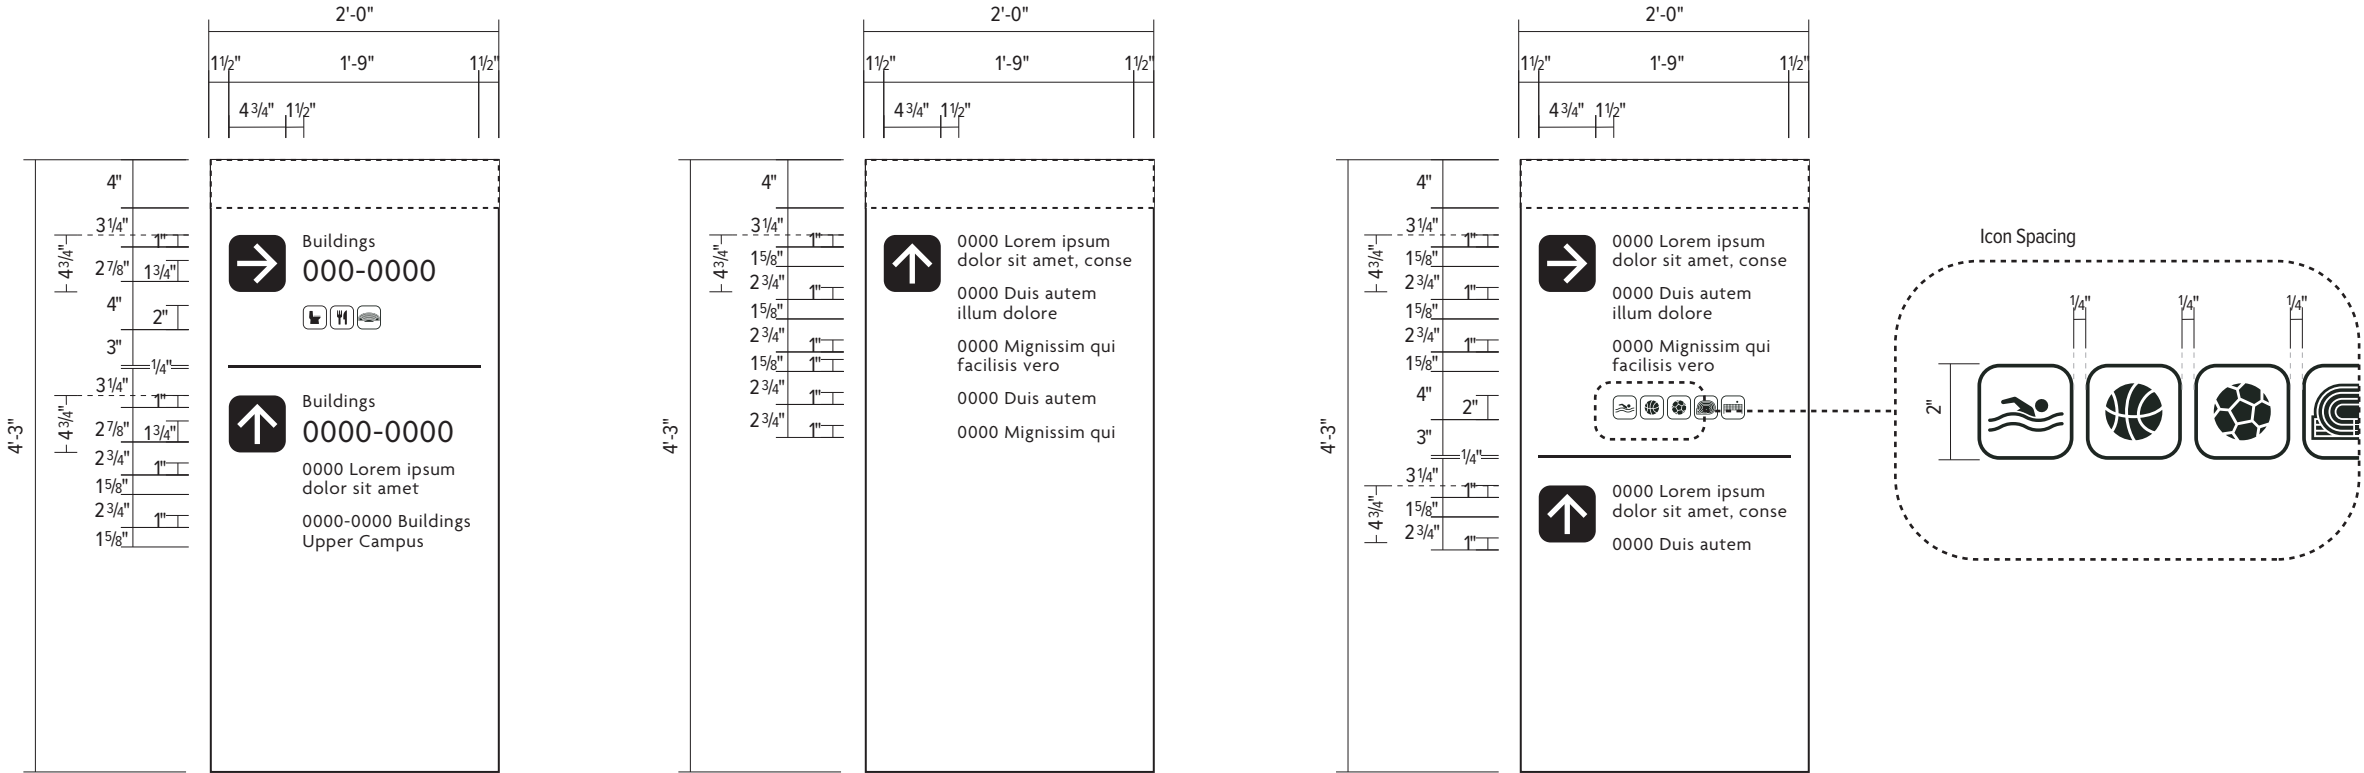 2'-0"
1½" 1'-9" 1½"
4¾" 1½"
4'-3"
4"
3¼"
1"
4¾"
2⅞"
1¾"
4"
2"
3"
¼"
3¼"
1"
4¾"
2⅞"
1¾"
2¾"
1"
1⅝"
2¾"
1"
1⅝"
Buildings
000-0000
Buildings
0000-0000
0000 Lorem ipsum
dolor sit amet
0000-0000 Buildings
Upper Campus
2'-0"
1½" 1'-9" 1½"
4¾" 1½"
4'-3"
4"
3¼"
1"
4¾"
1⅝"
2¾"
1"
1⅝"
2¾"
1"
1⅝"
1"
2¾"
1"
2¾"
1"
0000 Lorem ipsum
dolor sit amet, conse
0000 Duis autem
illum dolore
0000 Mignissim qui
facilisis vero
0000 Duis autem
0000 Mignissim qui
2'-0"
1½" 1'-9" 1½"
4¾" 1½"
4'-3"
4"
3¼"
1"
4¾"
1⅝"
2¾"
1"
1⅝"
2¾"
1"
1⅝"
4"
2"
3"
¼"
3¼"
1"
4¾"
1⅝"
2¾"
1"
0000 Lorem ipsum
dolor sit amet, conse
0000 Duis autem
illum dolore
0000 Mignissim qui
facilisis vero
0000 Lorem ipsum
dolor sit amet, conse
0000 Duis autem
Icon Spacing
¼" ¼" ¼"
2"